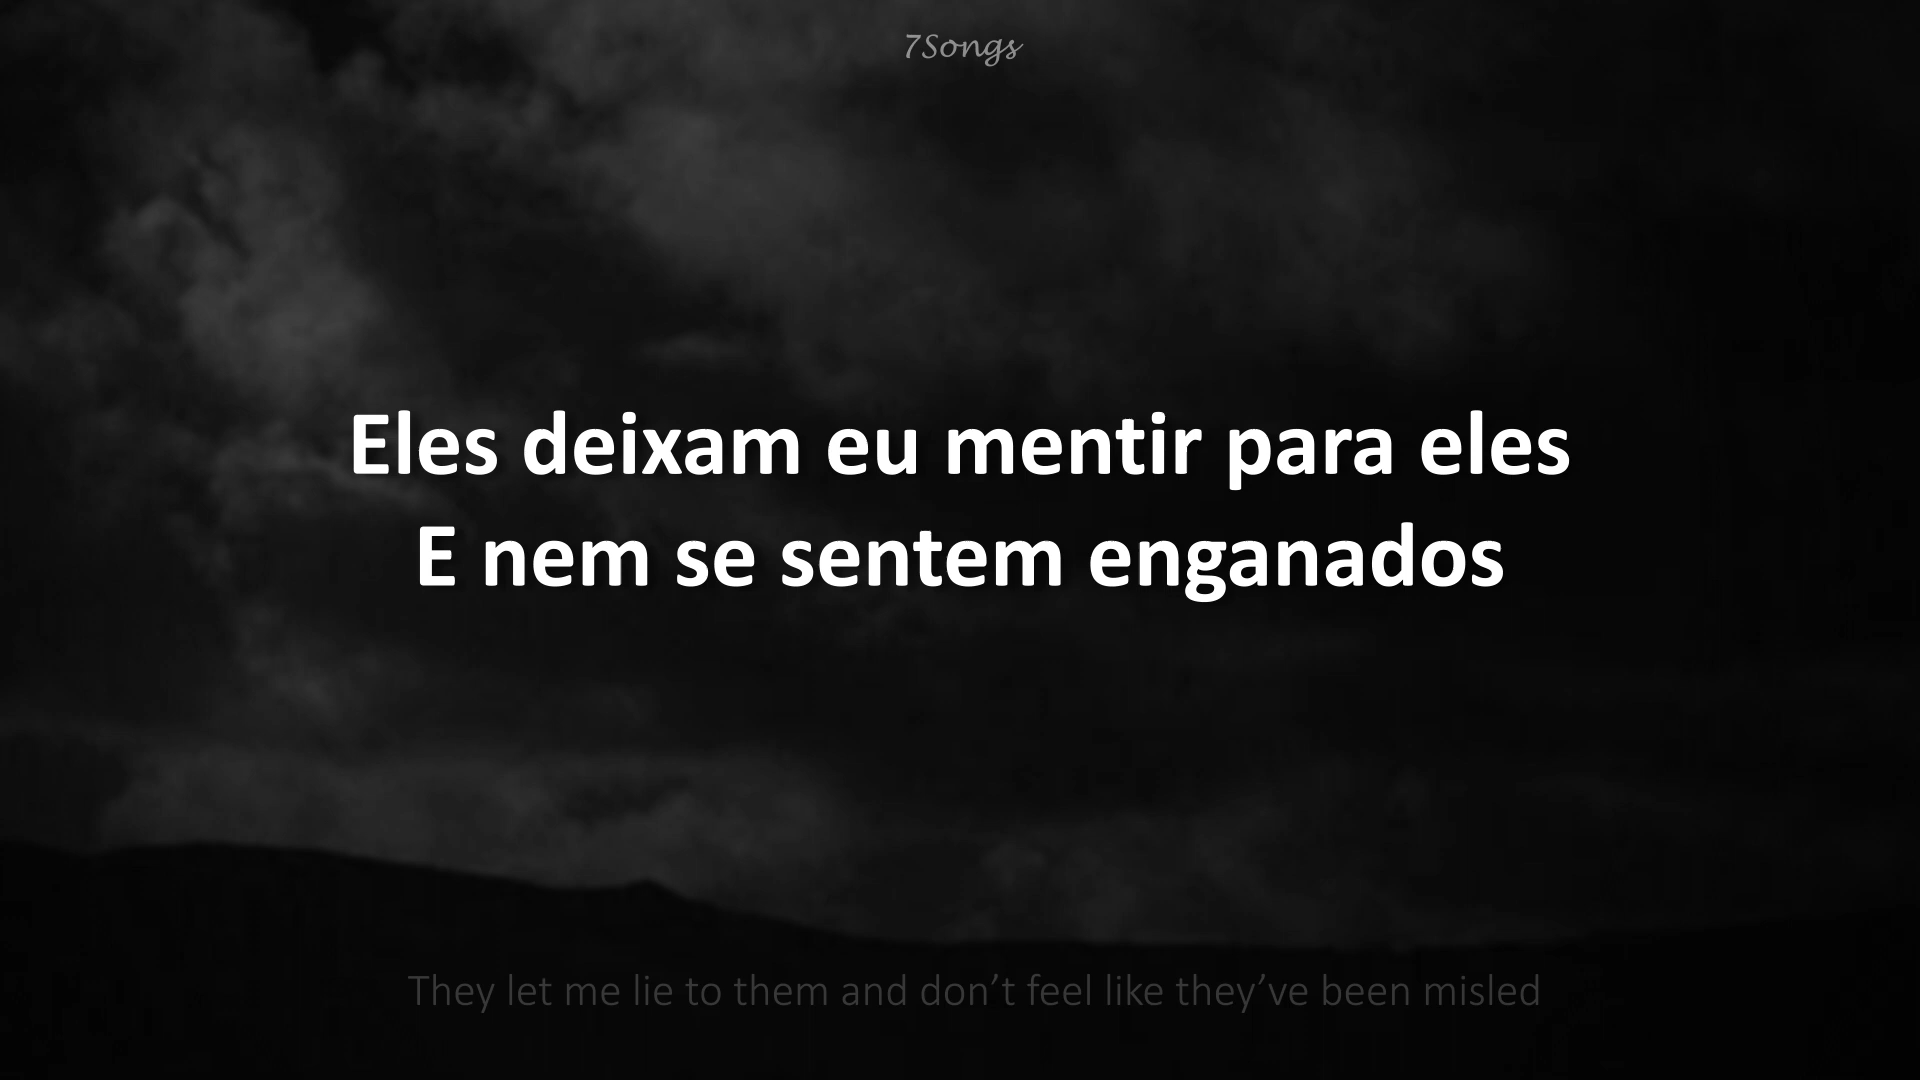 7Songs
Eles deixam eu mentir para eles
E nem se sentem enganados
They let me lie to them and don’t feel like they’ve been misled